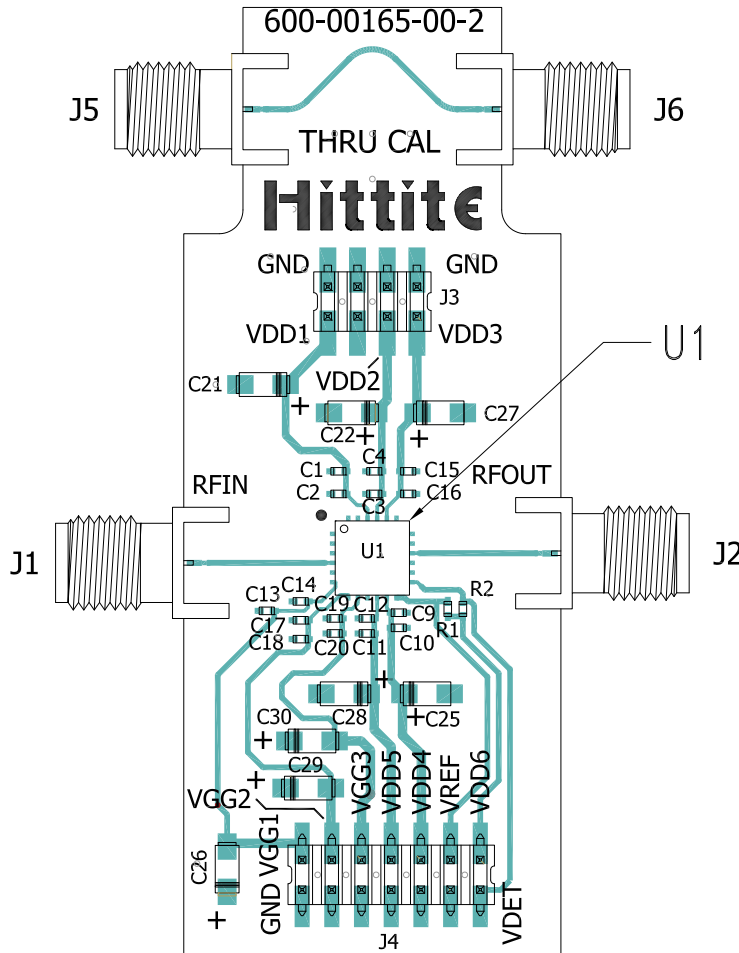 600-00165-00-2
J5
J6
THRU CAL
Hittite
GND
GND
J3
VDD1
VDD3
U1
VDD2
C21
+
C22
+
+
C27
C1
C4
C15
RFIN
RFOUT
C2
C3
C16
U1
J1
J2
C14
R2
C13
C19
C12
C9
C17
R1
C18
C20
C11
C10
+
C30
C28
+
C25
+
C29
+
VGG3
VDD5
VDD4
VREF
VDD6
VGG2
VGG1
C26
+
GND
VDET
J4